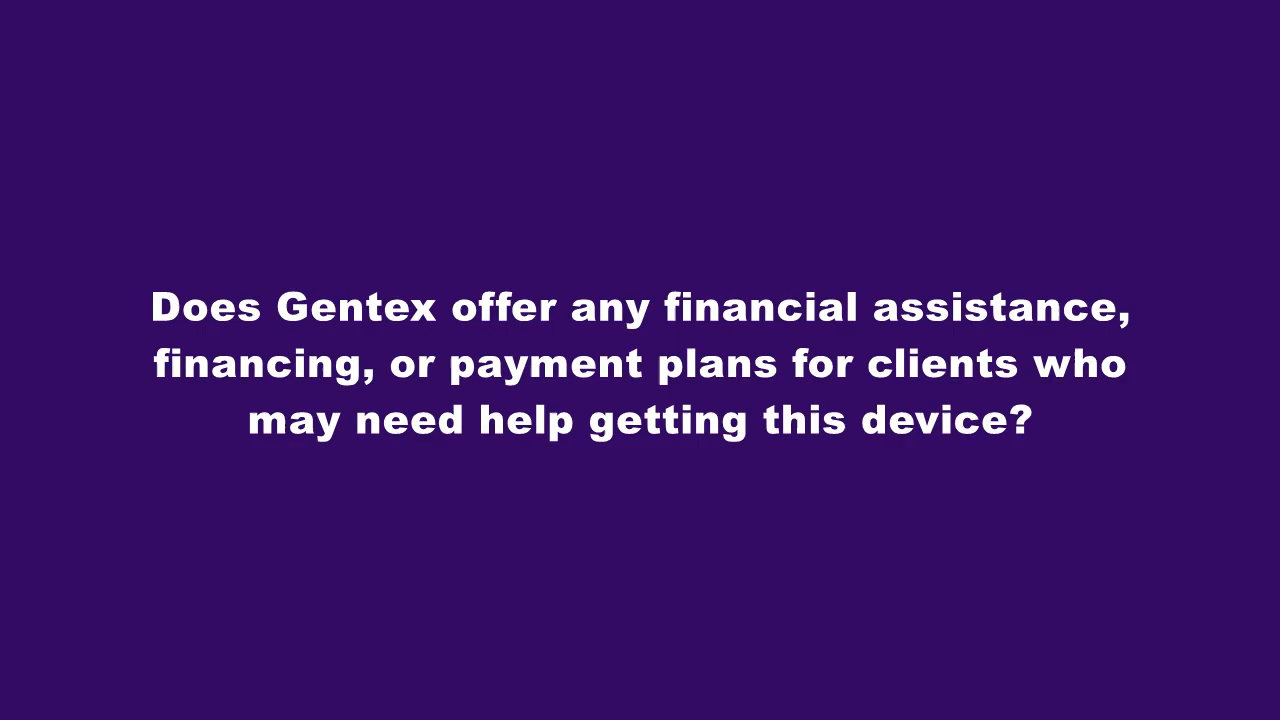 Does Gentex offer any financial assistance,
financing, or payment plans for clients who
may need help getting this device?